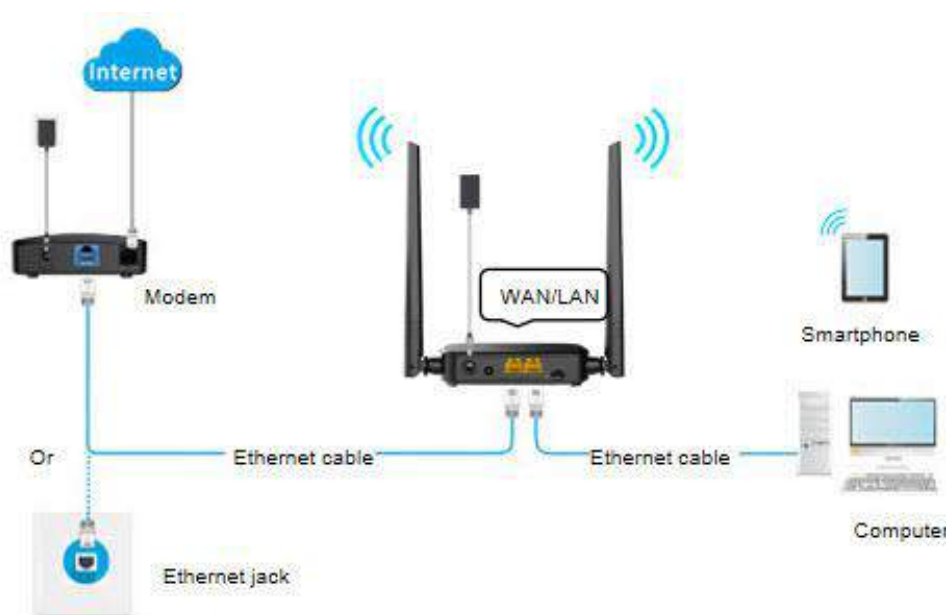 Internet
Modem
WAN/LAN
Smartphone
Or
Ethernet cable
Ethernet cable
Computer
Ethernet jack